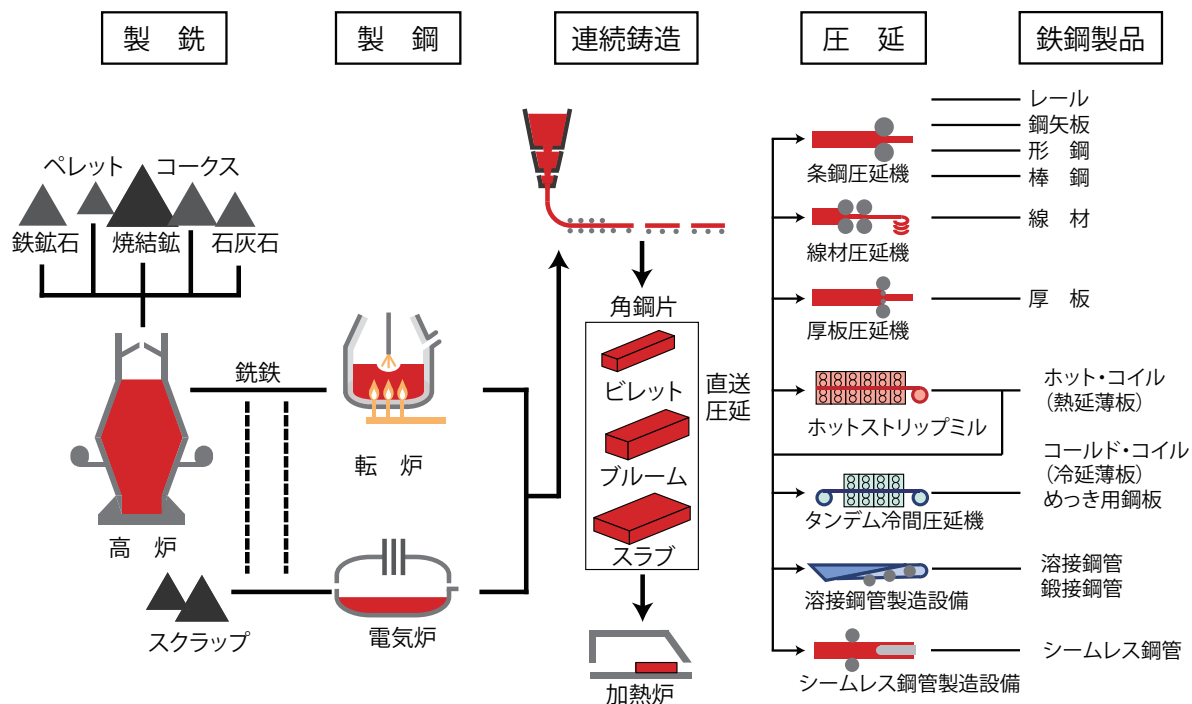 製 銑
製 鋼
連続鋳造
圧 延
鉄鋼製品
ペレット
コークス
鉄鉱石
焼結鉱
石灰石
高 炉
スクラップ
銑鉄
転 炉
電気炉
角鋼片
ビレット
ブルーム
スラブ
直送
圧延
加熱炉
条鋼圧延機
線材圧延機
厚板圧延機
ホットストリップミル
タンデム冷間圧延機
溶接鋼管製造設備
シームレス鋼管製造設備
レール
鋼矢板
形 鋼
棒 鋼
線 材
厚 板
ホット・コイル
(熱延薄板)
コールド・コイル
(冷延薄板)
めっき用鋼板
溶接鋼管
鍛接鋼管
シームレス鋼管